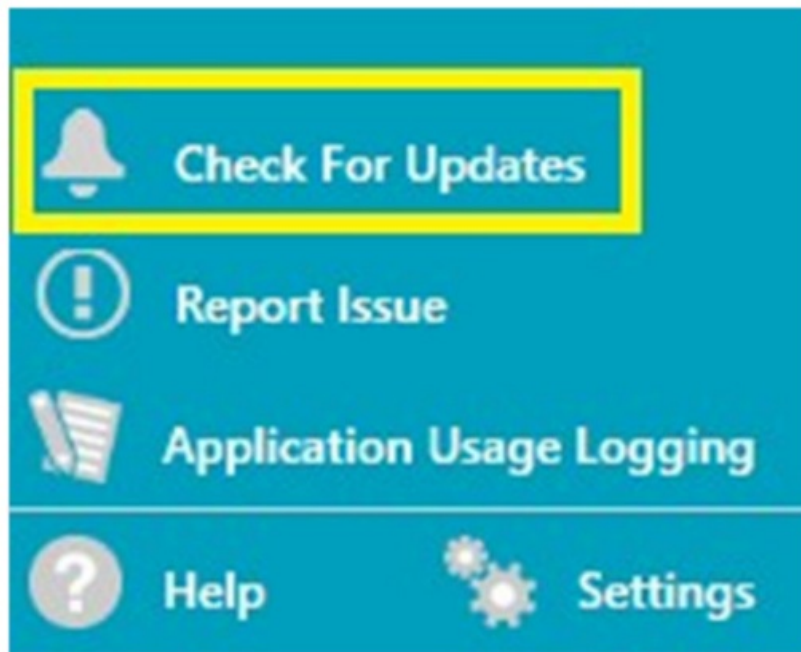 Check For Updates
Report Issue
Application Usage Logging
Help Settings